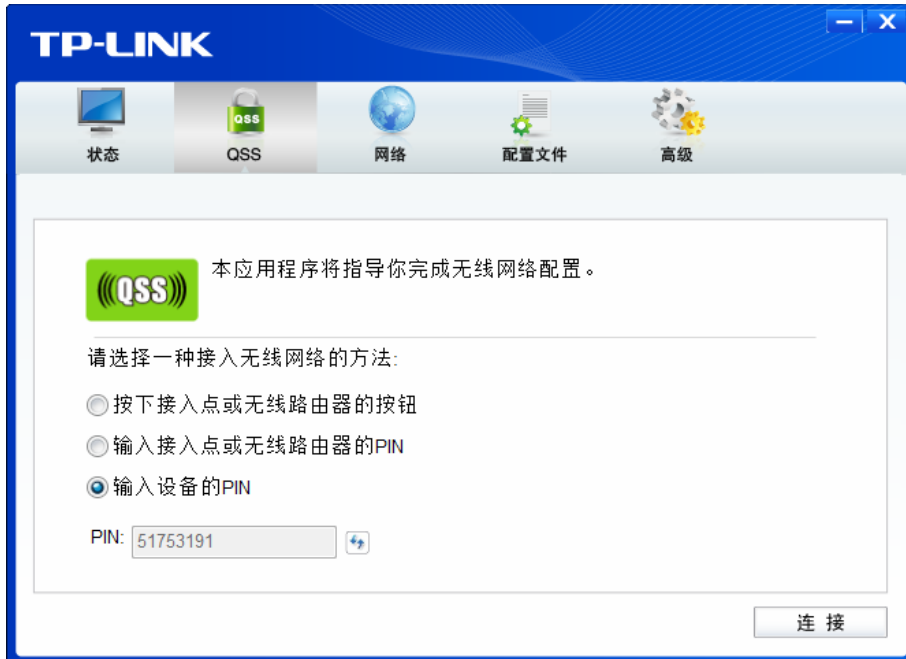 TP-LINK
状态 QSS 网络 配置文件 高级
QSS
本应用程序将指导你完成无线网络配置。
请选择一种接入无线网络的方法:
按下接入点或无线路由器的按钮
输入接入点或无线路由器的PIN
输入设备的PIN
PIN: 51753191
连 接